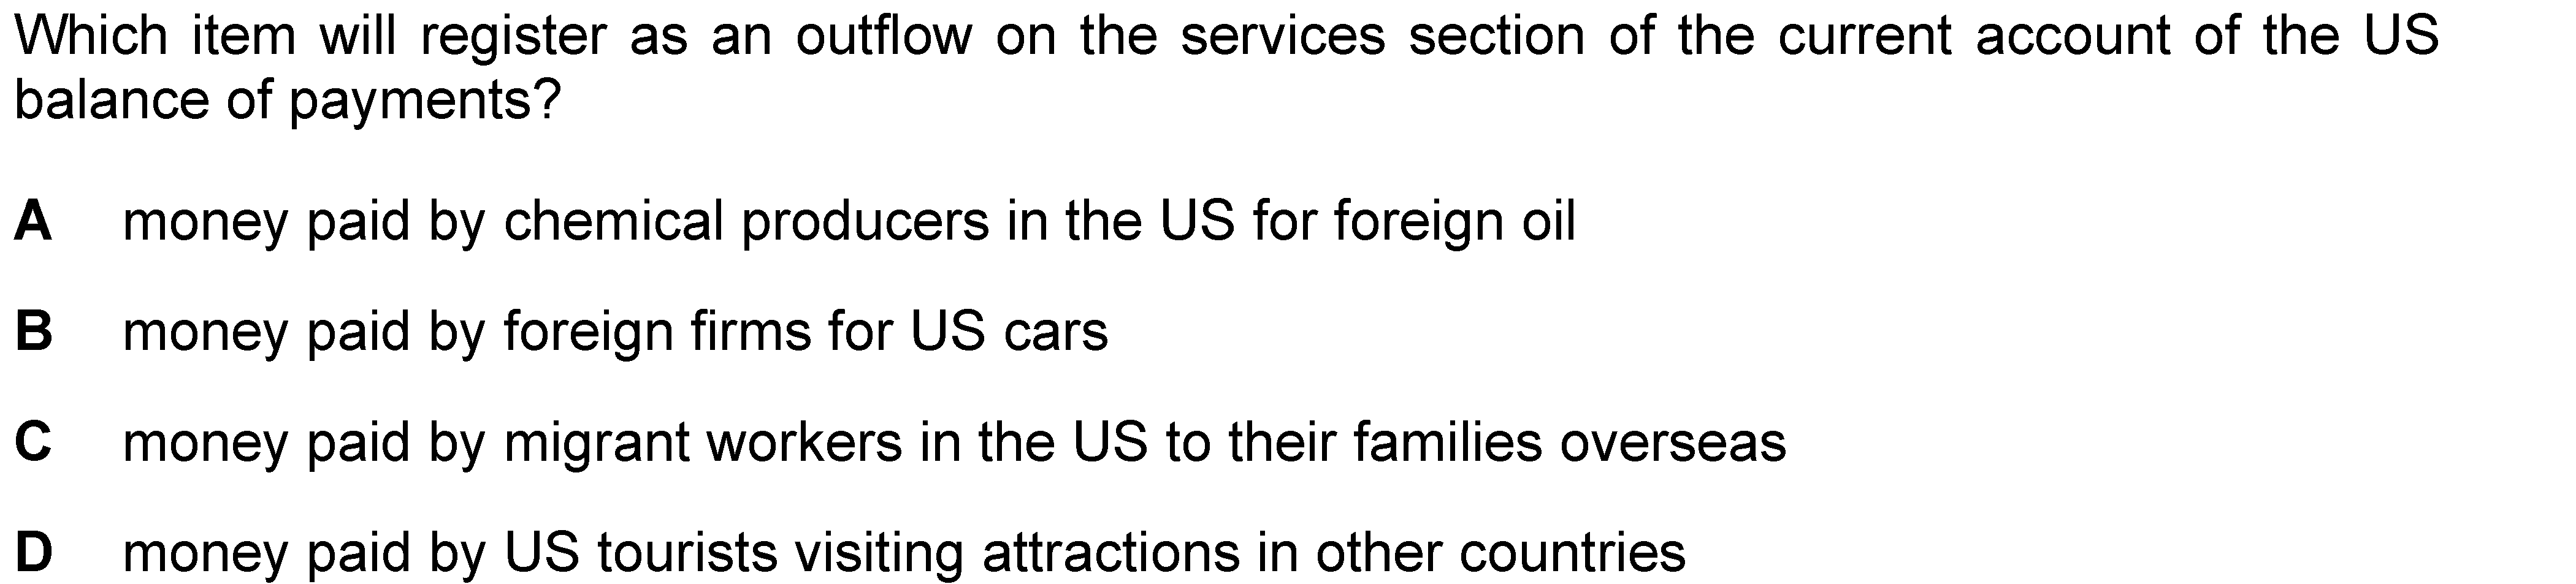 Which item will register as an outflow on the services section of the current account of the US
balance of payments?
A money paid by chemical producers in the US for foreign oil
B money paid by foreign firms for US cars
C money paid by migrant workers in the US to their families overseas
D money paid by US tourists visiting attractions in other countries